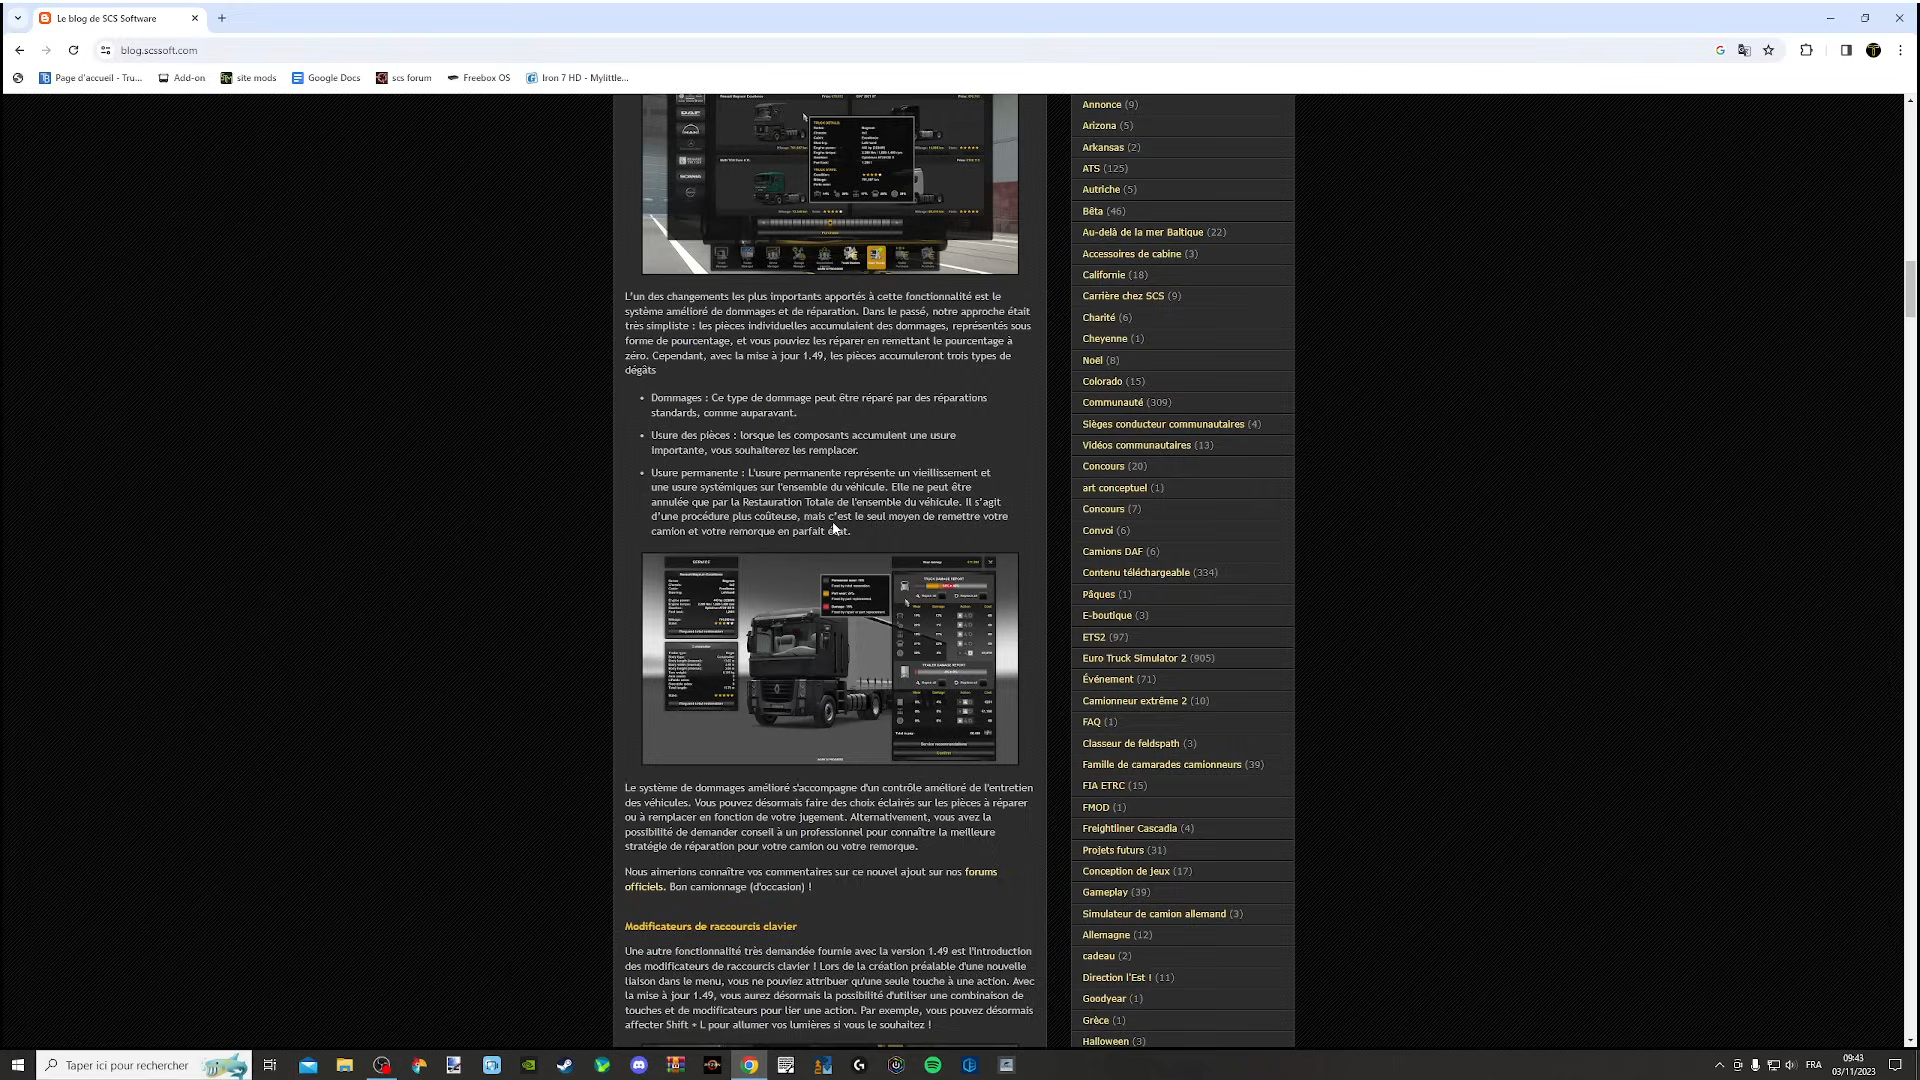 Le blog de SCS Software
blog.scssoft.com
Page d'accueil - Tru...
Add-on
site mods
Google Docs
scs forum
Freebox OS
Iron 7 HD - Mylittle...
L'un des changements les plus importants apportés à cette fonctionnalité est le
système amélioré de dommages et de réparation. Dans le passé, notre approche était
très simpliste : les pièces individuelles accumulaient des dommages, représentés sous
forme de pourcentage, et vous pouviez les réparer en remettant le pourcentage à
zéro. Cependant, avec la mise à jour 1.49, les pièces accumuleront trois types de
dégâts
• Dommages : Ce type de dommage peut être réparé par des réparations
standards, comme auparavant.
• Usure des pièces : lorsque les composants accumulent une usure
importante, vous souhaiterez les remplacer.
• Usure permanente : L'usure permanente représente un vieillissement et
une usure systémiques sur l'ensemble du véhicule. Elle ne peut être
annulée que par la Restauration Totale de l'ensemble du véhicule. Il s'agit
d'une procédure plus coûteuse, mais c'est le seul moyen de remettre votre
camion et votre remorque en parfait état.
SERVICE
TRUCK DAMAGE REPORT
TRAILER DAMAGE REPORT
Le système de dommages amélioré s'accompagne d'un contrôle amélioré de l'entretien
des véhicules. Vous pouvez désormais faire des choix éclairés sur les pièces à réparer
ou à remplacer en fonction de votre jugement. Alternativement, vous avez la
possibilité de demander conseil à un professionnel pour connaître la meilleure
stratégie de réparation pour votre camion ou votre remorque.
Nous aimerions connaître vos commentaires sur ce nouvel ajout sur nos forums
officiels. Bon camionnage (d'occasion) !
Modificateurs de raccourcis clavier
Une autre fonctionnalité très demandée fournie avec la version 1.49 est l'introduction
des modificateurs de raccourcis clavier ! Lors de la création préalable d'une nouvelle
liaison dans le menu, vous ne pouviez attribuer qu'une seule touche à une action. Avec
la mise à jour 1.49, vous aurez désormais la possibilité d'utiliser une combinaison de
touches et de modificateurs pour lier une action. Par exemple, vous pouvez désormais
affecter Shift + L pour allumer vos lumières si vous le souhaitez !
Annonce (9)
Arizona (5)
Arkansas (2)
ATS (125)
Autriche (5)
Bêta (46)
Au-delà de la mer Baltique (22)
Accessoires de cabine (3)
Californie (18)
Carrière chez SCS (9)
Charité (6)
Cheyenne (1)
Noël (8)
Colorado (15)
Communauté (309)
Sièges conducteur communautaires (4)
Vidéos communautaires (13)
Concours (20)
art conceptuel (1)
Concours (7)
Convoi (6)
Camions DAF (6)
Contenu téléchargeable (334)
Pâques (1)
E-boutique (3)
ETS2 (97)
Euro Truck Simulator 2 (905)
Événement (71)
Camionneur extrême 2 (10)
FAQ (1)
Classeur de feldspath (3)
Famille de camarades camionneurs (39)
FIA ETRC (15)
FMOD (1)
Freightliner Cascadia (4)
Projets futurs (31)
Conception de jeux (17)
Gameplay (39)
Simulateur de camion allemand (3)
Allemagne (12)
cadeau (2)
Direction l'Est ! (11)
Goodyear (1)
Grèce (1)
Halloween (3)
Taper ici pour rechercher
FRA
09:43
03/11/2023